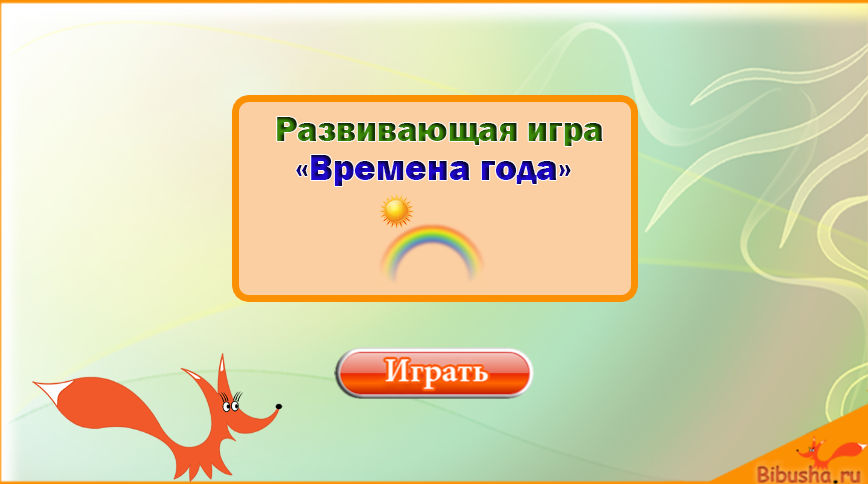 Развивающая игра
«Времена года»
Играть
Bibusha.ru